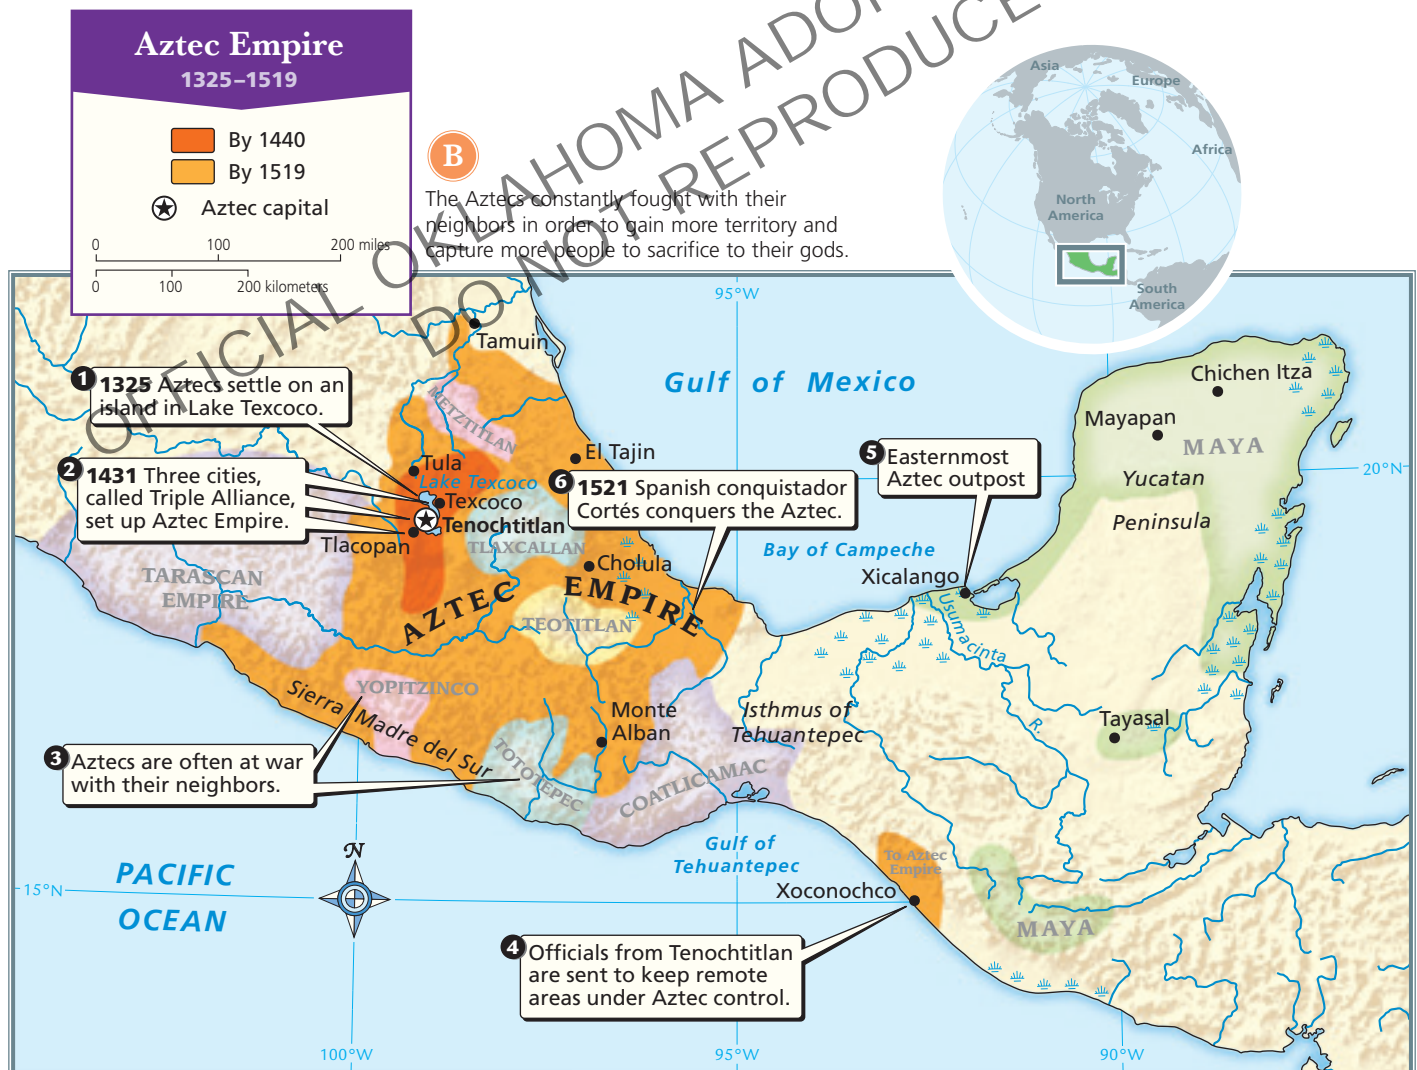 Aztec Empire
1325–1519
By 1440
By 1519
Aztec capital
0 100 200 miles
0 100 200 kilometers
OFFICIAL OKLAHOMA ADO
DO NOT REPRODUCE
B
The Aztecs constantly fought with their
neighbors in order to gain more territory and
capture more people to sacrifice to their gods.
Asia
Europe
Africa
North
America
South
America
95°W
Tamuin
Gulf of Mexico
1 1325 Aztecs settle on an
island in Lake Texcoco.
METZTITLAN
Chichen Itza
Mayapan
MAYA
Yucatan
Peninsula
20°N
El Tajin
Tula
Lake Texcoco
Texcoco
Tenochtitlan
Tlacopan
2 1431 Three cities,
called Triple Alliance,
set up Aztec Empire.
6 1521 Spanish conquistador
Cortés conquers the Aztec.
5 Easternmost
Aztec outpost
TLAXCALLAN
Cholula
Bay of Campeche
Xicalango
TARASCAN
EMPIRE
AZTEC EMPIRE
TEOTITLAN
Usumacinta
R.
YOPITZINCO
Sierra Madre del Sur
Monte
Alban
Isthmus of
Tehuantepec
Tayasal
3 Aztecs are often at war
with their neighbors.
TOTOTEPEC
COATLICAMAC
Gulf of
Tehuantepec
To Aztec
Empire
Xoconochco
MAYA
PACIFIC
OCEAN
N
15°N
4 Officials from Tenochtitlan
are sent to keep remote
areas under Aztec control.
100°W
95°W
90°W